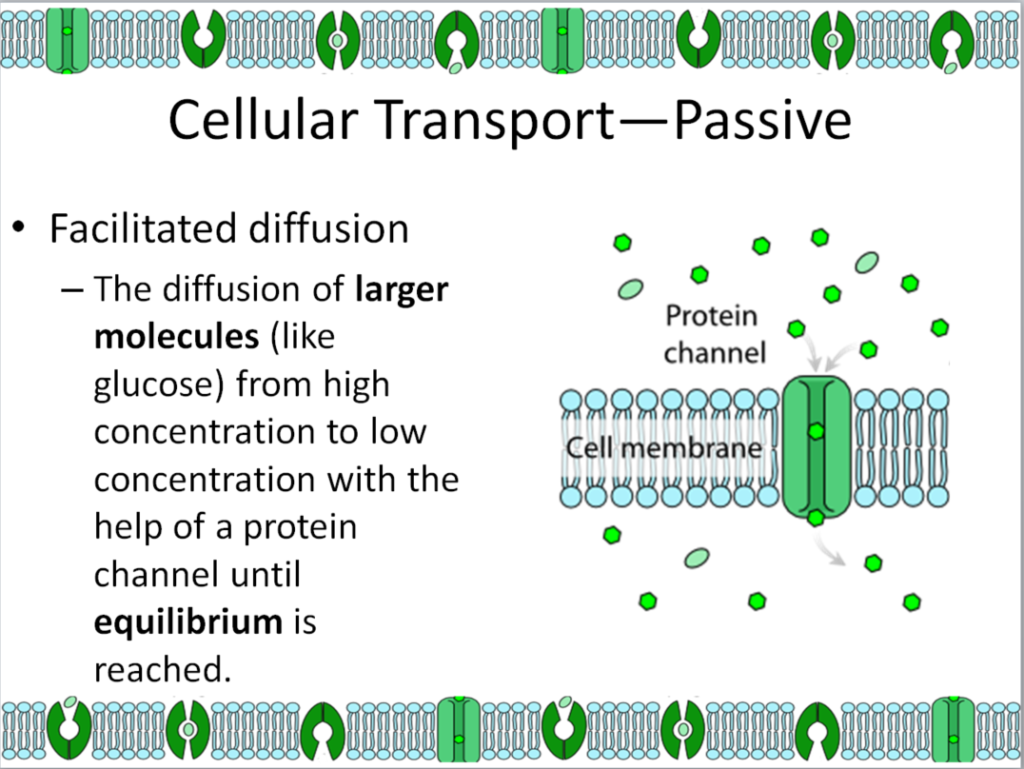 Cellular Transport—Passive
• Facilitated diffusion
– The diffusion of larger
molecules (like
glucose) from high
concentration to low
concentration with the
help of a protein
channel until
equilibrium is
reached.
Protein
channel
Cell membrane